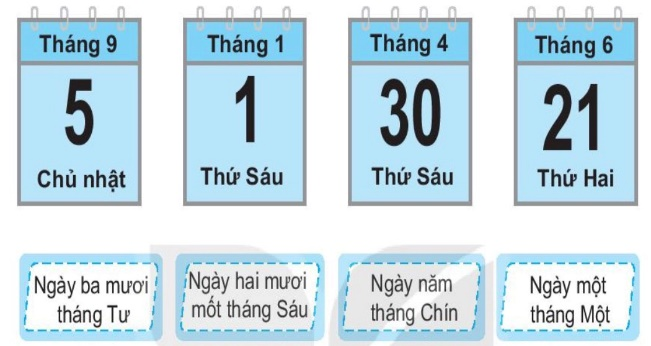 Tháng 9
5
Chủ nhật
Tháng 1
1
Thứ Sáu
Tháng 4
30
Thứ Sáu
Tháng 6
21
Thứ Hai
Ngày ba mươi
tháng Tư
Ngày hai mươi
mốt tháng Sáu
Ngày năm
tháng Chín
Ngày một
tháng Một